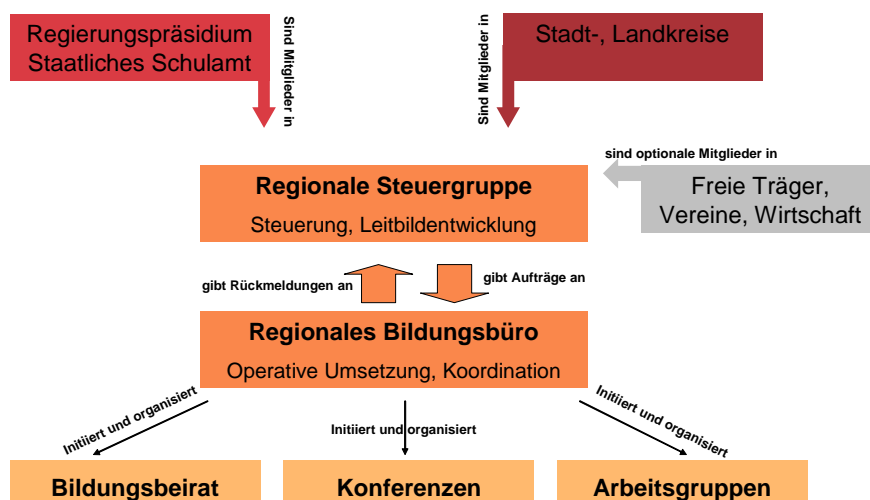 Regierungspräsidium
Staatliches Schulamt
Sind Mitglieder in
Sind Mitglieder in
Stadt-, Landkreise
sind optionale Mitglieder in
Freie Träger,
Vereine, Wirtschaft
Regionale Steuergruppe
Steuerung, Leitbildentwicklung
gibt Rückmeldungen an
gibt Aufträge an
Regionales Bildungsbüro
Operative Umsetzung, Koordination
Initiiert und organisiert
Initiiert und organisiert
Initiiert und organisiert
Bildungsbeirat
Konferenzen
Arbeitsgruppen